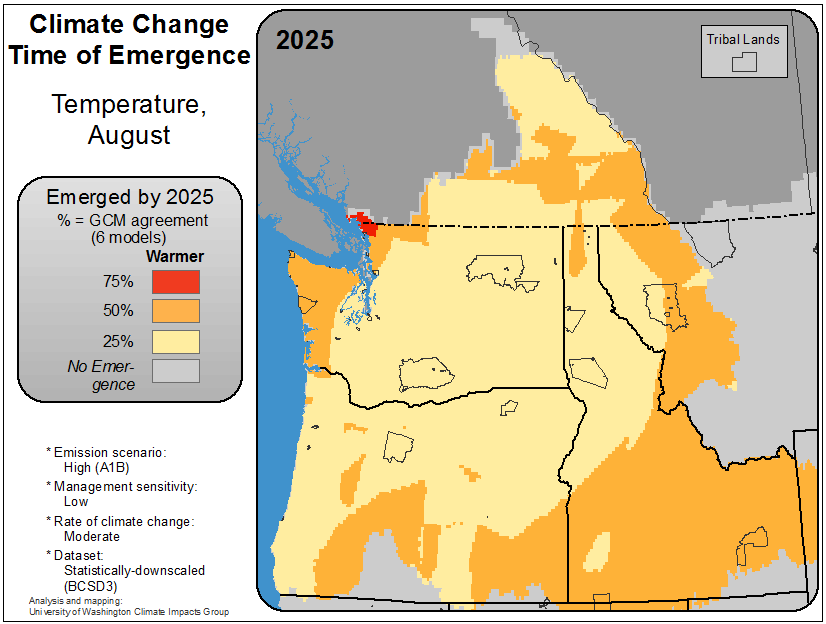 Climate Change
Time of Emergence
Temperature,
August
Emerged by 2025
% = GCM agreement
(6 models)
Warmer
75%
50%
25%
No Emer-
gence
* Emission scenario:
High (A1B)
* Management sensitivity:
Low
* Rate of climate change:
Moderate
* Dataset:
Statistically-downscaled
(BCSD3)
Analysis and mapping:
University of Washington Climate Impacts Group
2025
Tribal Lands